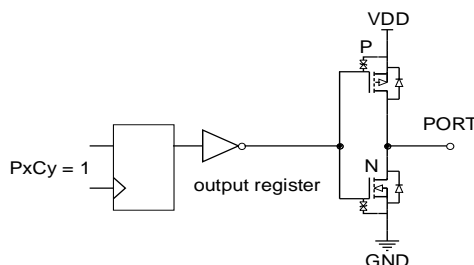 VDD
P
PORT
PxCy = 1
N
output register
GND